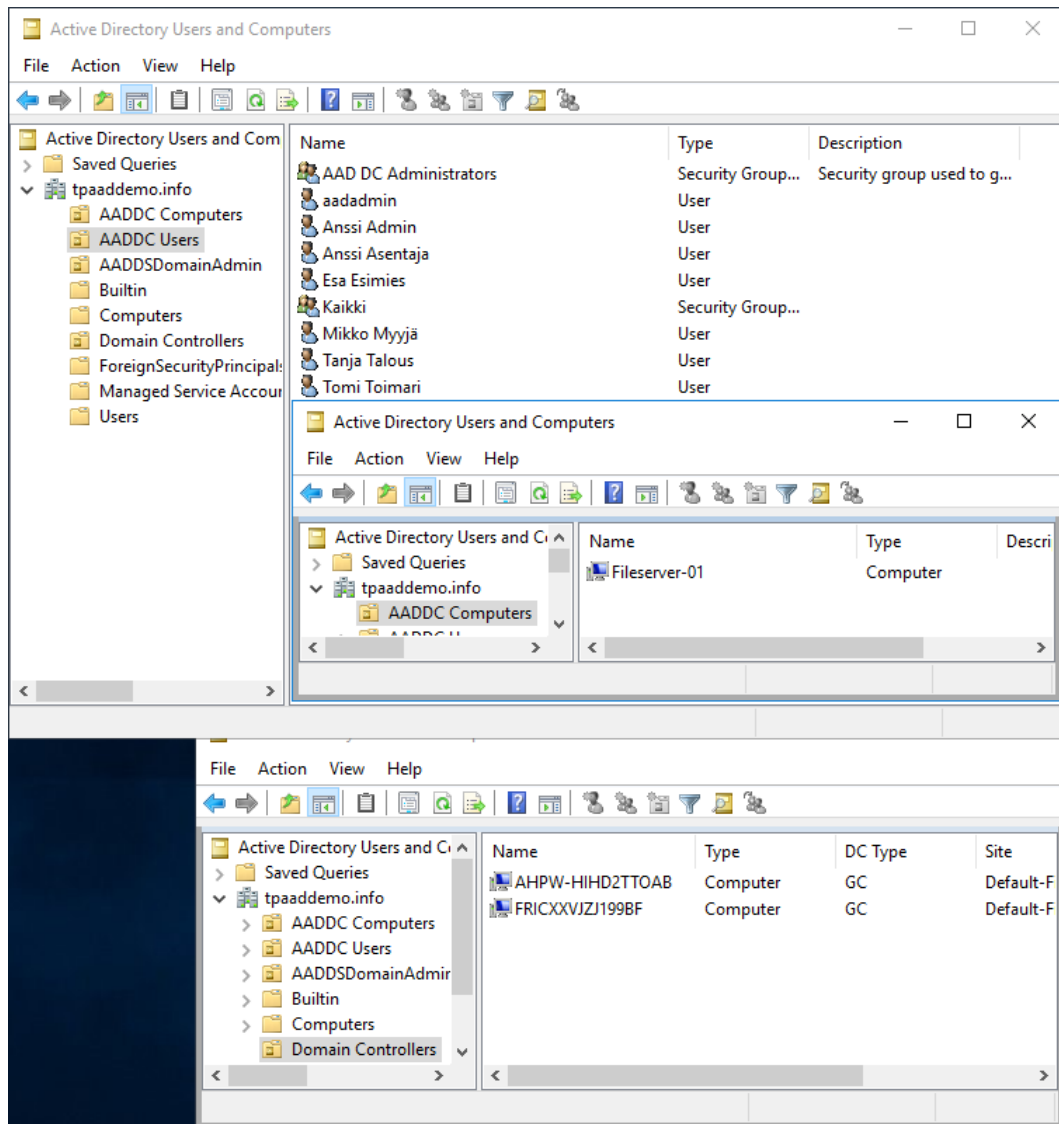 Active Directory Users and Computers
File Action View Help
Active Directory Users and Com
Saved Queries
tpaaddemo.info
AADDC Computers
AADDC Users
AADDSDomainAdmin
Builtin
Computers
Domain Controllers
ForeignSecurityPrincipal
Managed Service Accour
Users
Name Type Description
AAD DC Administrators Security Group... Security group used to g...
aadadmin User
Anssi Admin User
Anssi Asentaja User
Esa Esimies User
Kaikki Security Group...
Mikko Myyjä User
Tanja Talous User
Tomi Toimari User
Active Directory Users and Computers
File Action View Help
Active Directory Users and C
Saved Queries
tpaaddemo.info
AADDC Computers
Name Type Descri
Fileserver-01 Computer
File Action View Help
Active Directory Users and C
Saved Queries
tpaaddemo.info
AADDC Computers
AADDC Users
AADDSDomainAdmir
Builtin
Computers
Domain Controllers
Name Type DC Type Site
AHPW-HIHD2TTOAB Computer GC Default-F
FRICXXVJZJ199BF Computer GC Default-F